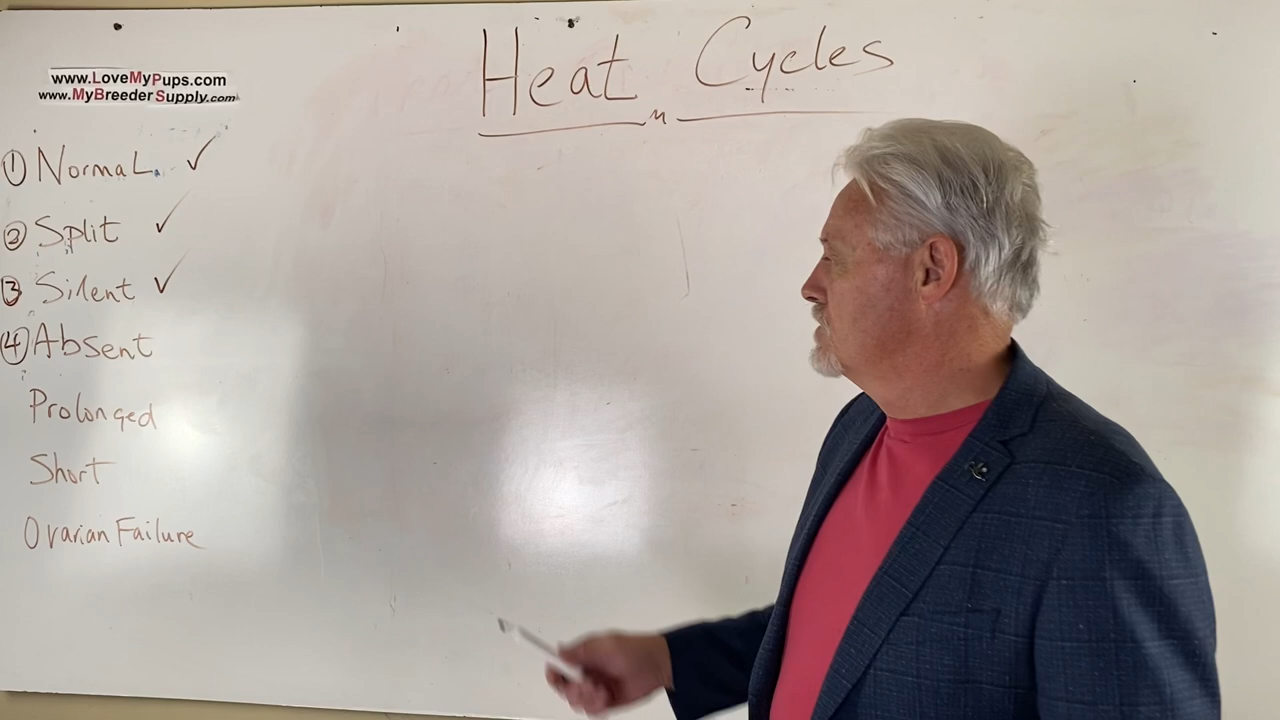 Heat Cycles
www.LoveMyPups.com
www.MyBreederSupply.com
① Normal. ✓
② Split ✓
③ Silent ✓
④ Absent
Prolonged
Short
Ovarian Failure